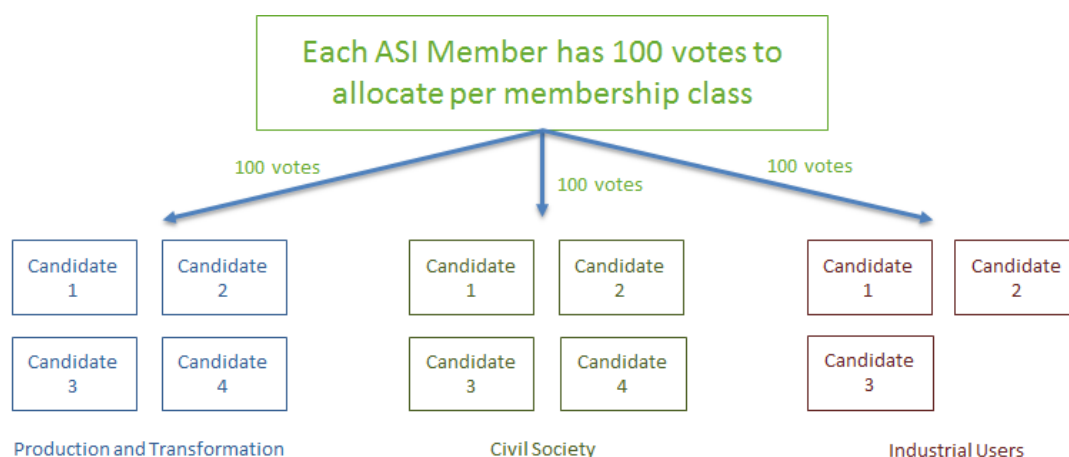 Each ASI Member has 100 votes to
allocate per membership class
100 votes
100 votes
100 votes
Candidate
1
Candidate
2
Candidate
3
Candidate
4
Production and Transformation
Candidate
1
Candidate
2
Candidate
3
Candidate
4
Civil Society
Candidate
1
Candidate
2
Candidate
3
Industrial Users